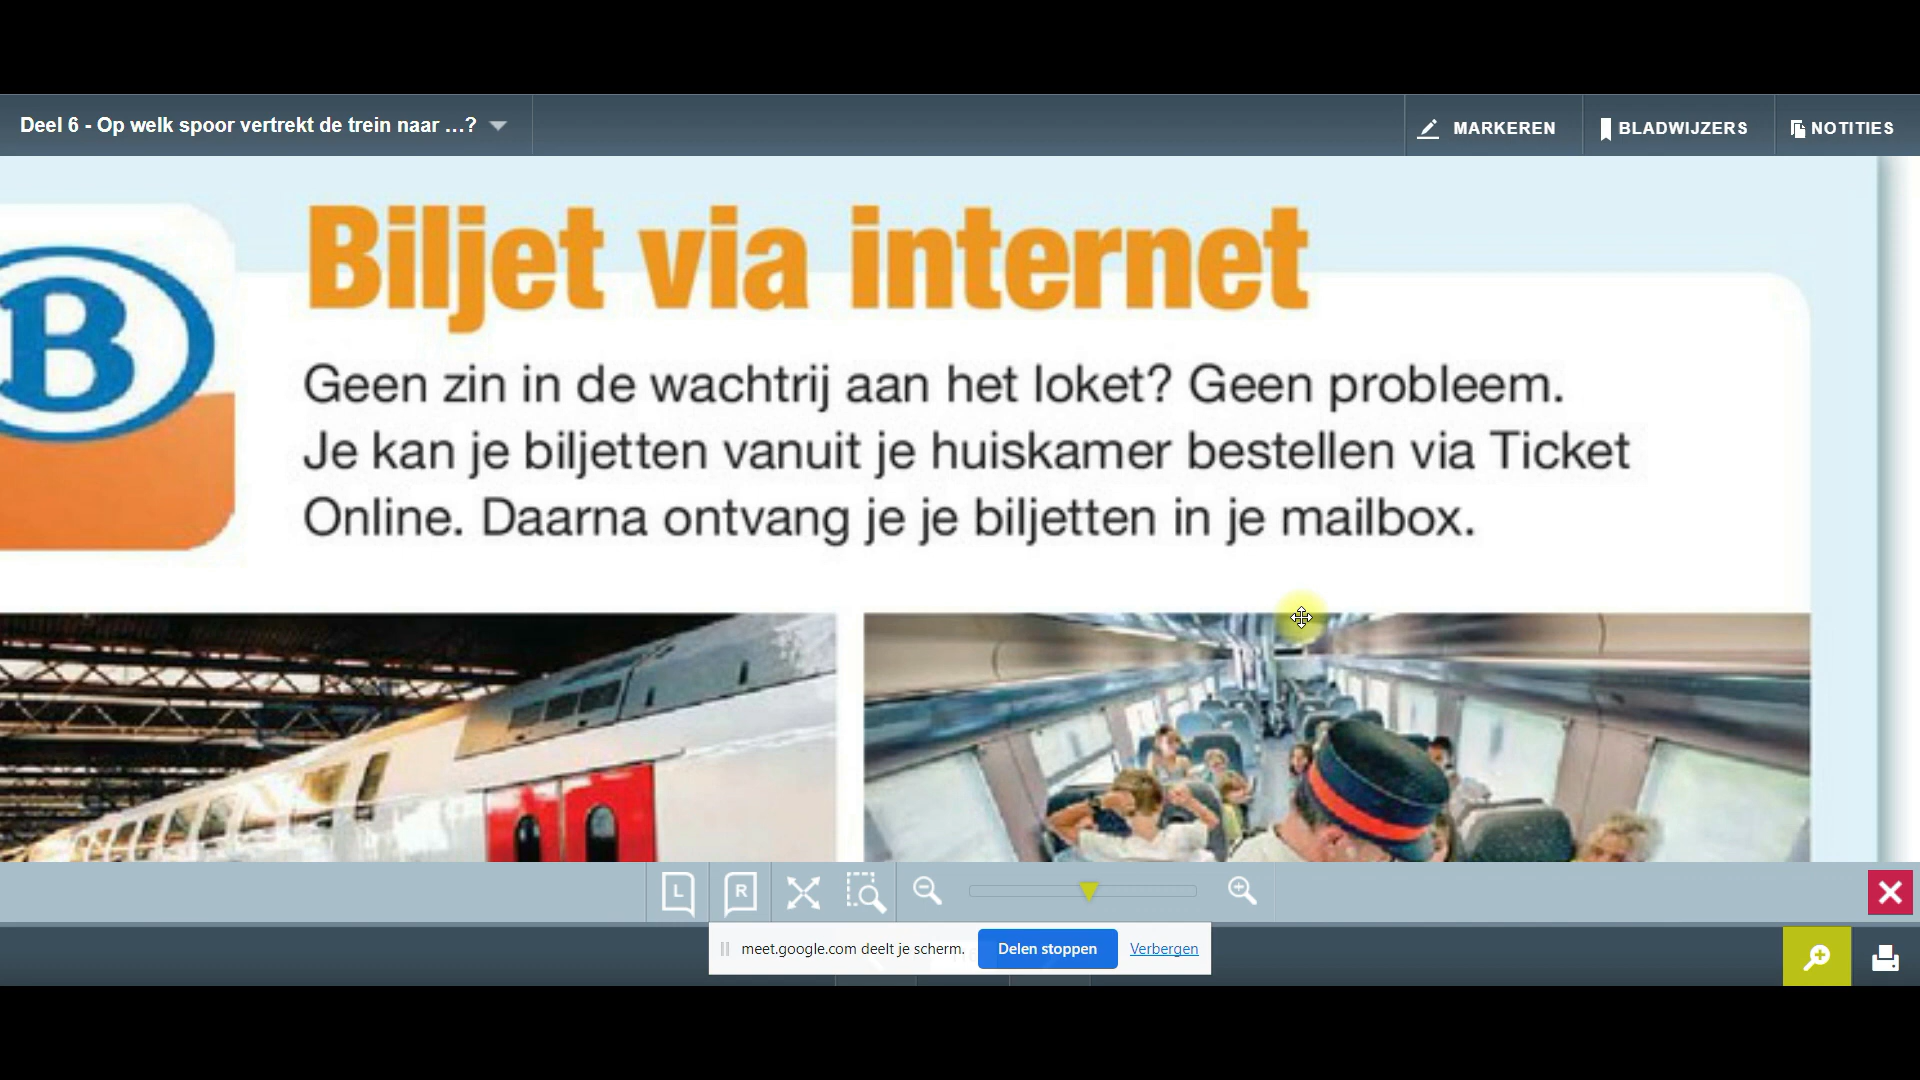 Deel 6 - Op welk spoor vertrekt de trein naar ...?
MARKEREN
BLADWIJZERS
NOTITIES
B
Biljet via internet
Geen zin in de wachtrij aan het loket? Geen probleem.
Je kan je biljetten vanuit je huiskamer bestellen via Ticket
Online. Daarna ontvang je je biljetten in je mailbox.
L
R
meet.google.com deelt je scherm.
Delen stoppen
Verbergen